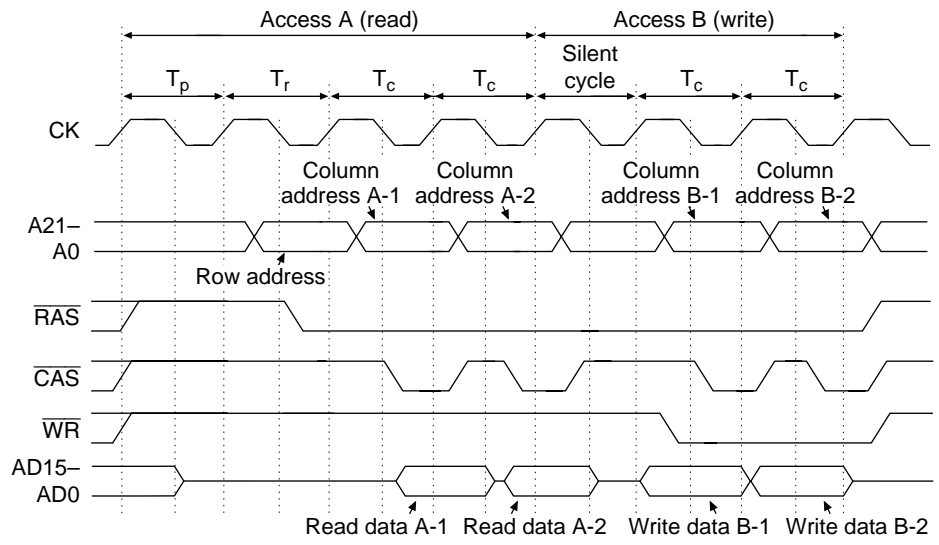 Access A (read) Access B (write)
Silent
cycle
Tp Tr Tc Tc Tc Tc
CK
Column
address A-1
Column
address A-2
Column
address B-1
Column
address B-2
A21–
A0
Row address
RAS
CAS
WR
AD15–
AD0
Read data A-1 Read data A-2 Write data B-1 Write data B-2